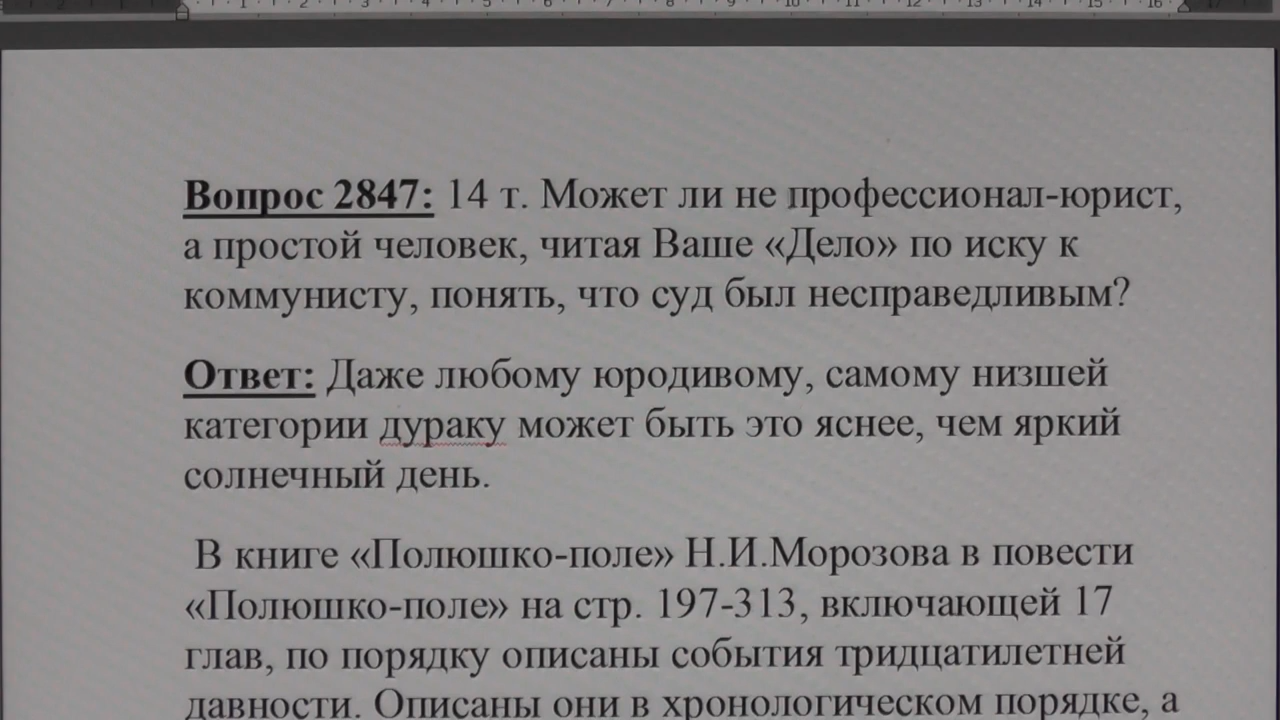 Вопрос 2847: 14 т. Может ли не профессионал-юрист,
а простой человек, читая Ваше «Дело» по иску к
коммунисту, понять, что суд был несправедливым?
Ответ: Даже любому юродивому, самому низшей
категории дураку может быть это яснее, чем яркий
солнечный день.
В книге «Полюшко-поле» Н.И.Морозова в повести
«Полюшко-поле» на стр. 197-313, включающей 17
глав, по порядку описаны события тридцатилетней
давности. Описаны они в хронологическом порядке, а